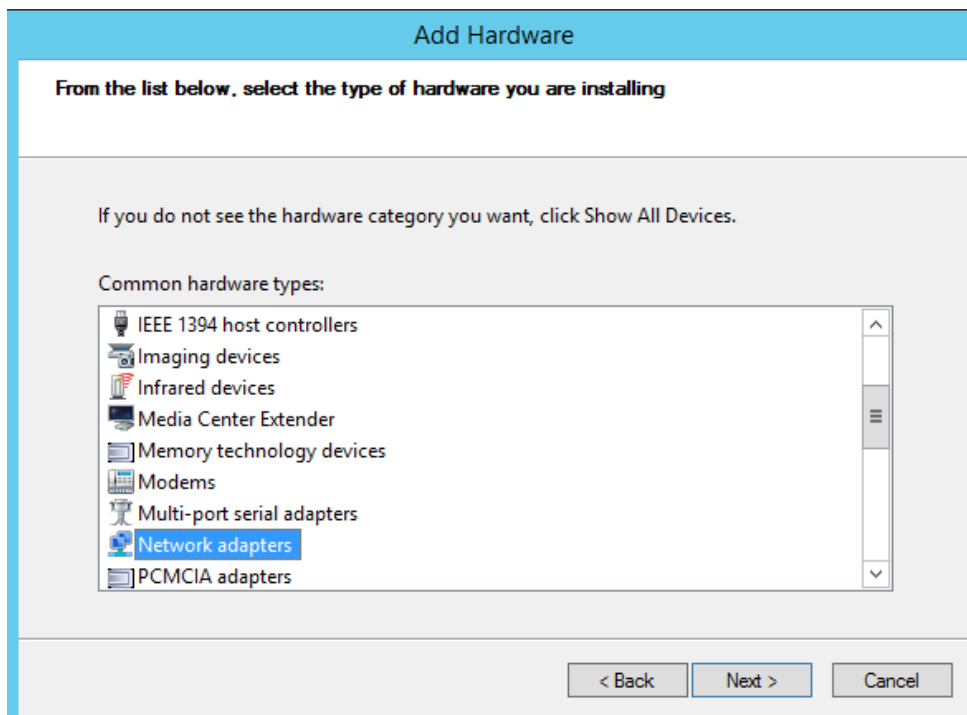 Add Hardware
From the list below, select the type of hardware you are installing
If you do not see the hardware category you want, click Show All Devices.
Common hardware types:
IEEE 1394 host controllers
Imaging devices
Infrared devices
Media Center Extender
Memory technology devices
Modems
Multi-port serial adapters
Network adapters
PCMCIA adapters
< Back Next > Cancel